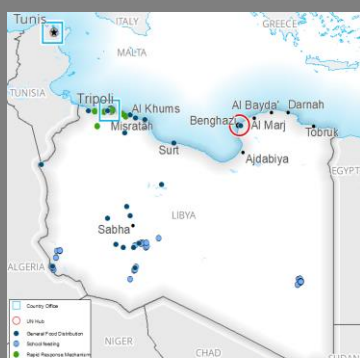 Tunis
ITALY
GREECE
MALTA
TUNISIA
Tripoli
Al Khums
Misratah
Al Bayda'
Darnah
Benghazi
Al Marj
Tobruk
Surt
Ajdabiya
LIBYA
Sabha
ALGERIA
EGYPT
NIGER
CHAD
SUDAN
Country Office
UN Hub
General Food Distribution
School feeding
Rapid Response Mechanism